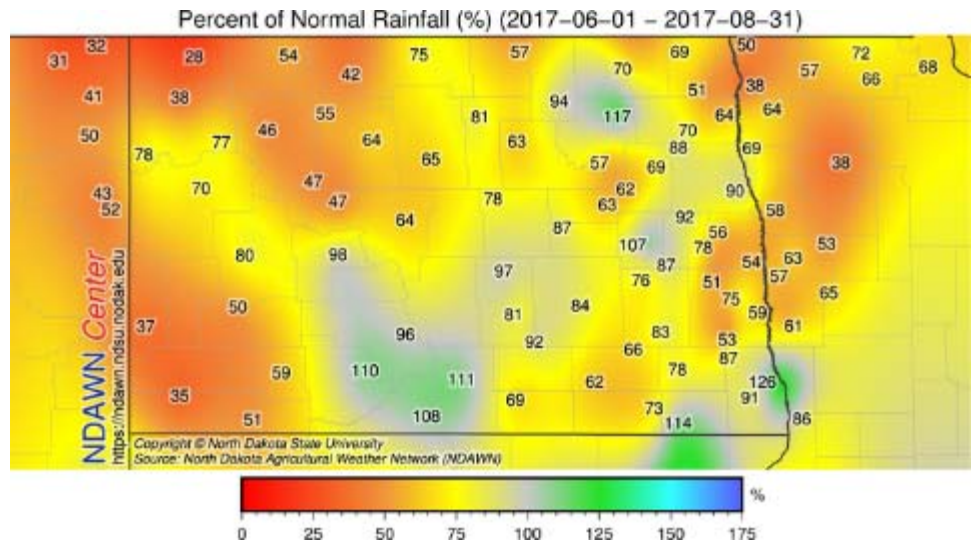 Percent of Normal Rainfall (%) (2017-06-01 - 2017-08-31)
32 28 54 75 57 69 50 72
31 42 70 57 66 68
41 38 55 94 51 38
81 117 64 64
50 46 64 63 70
77 88 69
78 65 57 69 38
70 47 62 90
43 47 78 63
52 64 87 92 58
107 56 53
80 98 78 63
97 87 54 57
50 76 51 65
37 81 84 75 59
96 92 83 53 61
66 87
59 110 111 62 78 126
35 69 91
51 108 73 114 86
NDAWN Center
https://ndawn.ndsu.nodak.edu
Copyright © North Dakota State University
Source: North Dakota Agricultural Weather Network (NDAWN)
%
0 25 50 75 100 125 150 175